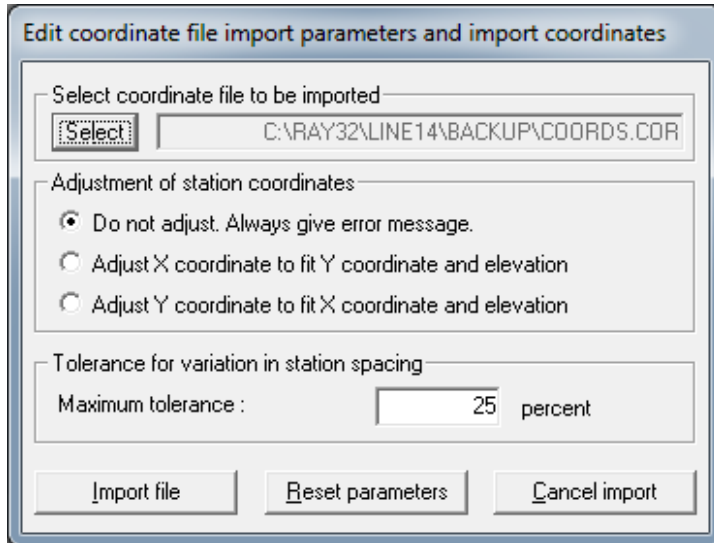 Edit coordinate file import parameters and import coordinates
Select coordinate file to be imported
Select C:\RAY32\LINE14\BACKUP\COORDS.COR
Adjustment of station coordinates
Do not adjust. Always give error message.
Adjust X coordinate to fit Y coordinate and elevation
Adjust Y coordinate to fit X coordinate and elevation
Tolerance for variation in station spacing
Maximum tolerance : 25 percent
Import file Reset parameters Cancel import